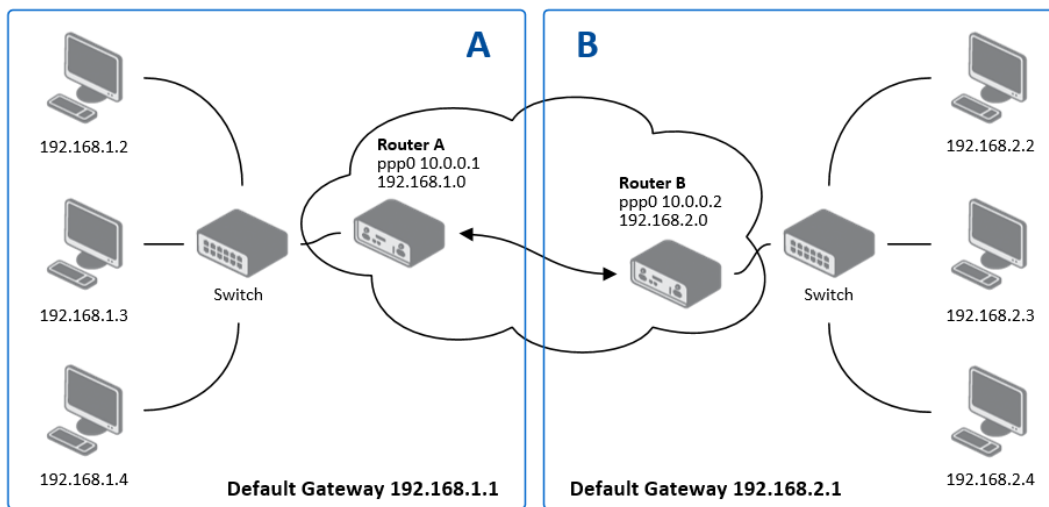 A
192.168.1.2
192.168.1.3
192.168.1.4
Switch
Router A
ppp0 10.0.0.1
192.168.1.0
Default Gateway 192.168.1.1
B
Router B
ppp0 10.0.0.2
192.168.2.0
Switch
192.168.2.2
192.168.2.3
192.168.2.4
Default Gateway 192.168.2.1